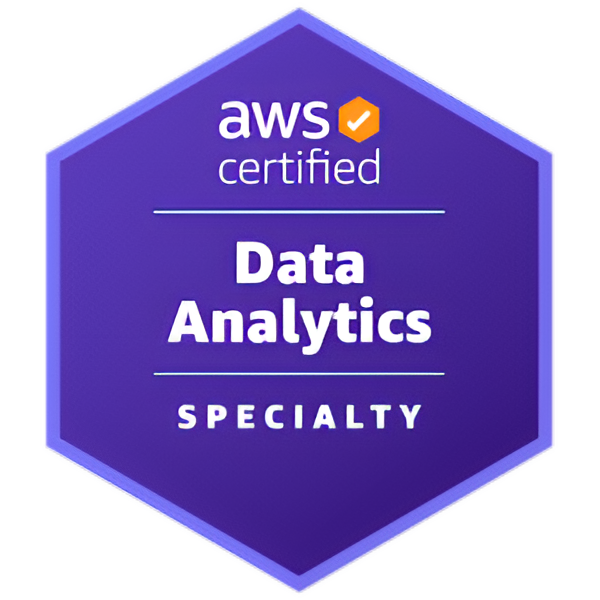 aws
certified
Data
Analytics
SPECIALTY